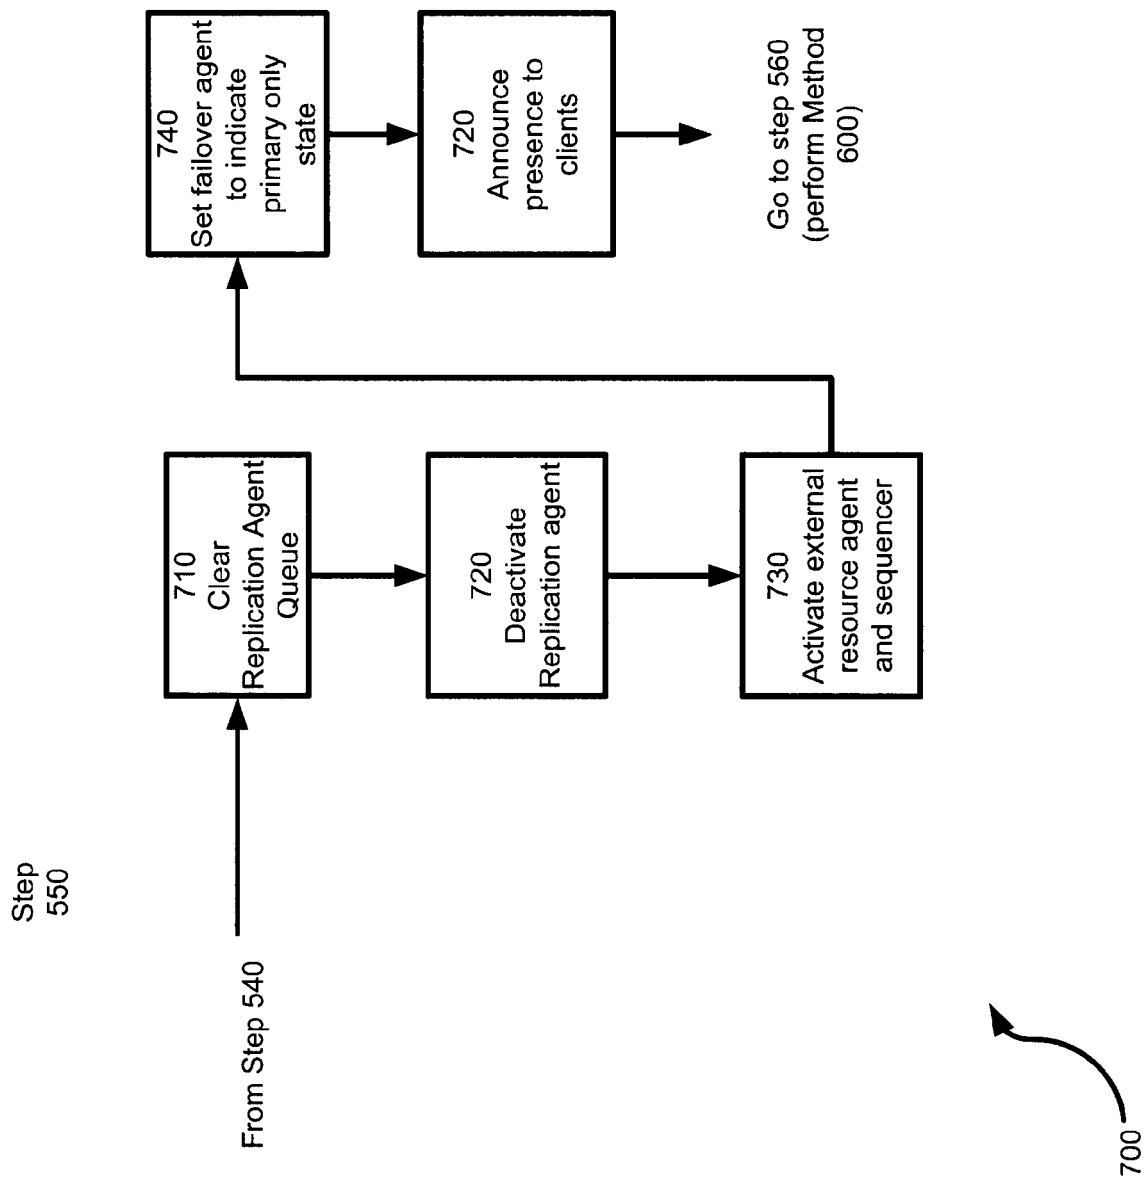 Step
550
From Step 540
710
Clear
Replication Agent
Queue
720
Deactivate
Replication agent
730
Activate external
resource agent
and sequencer
740
Set failover agent
to indicate
primary only
state
720
Announce
presence to
clients
Go to step 560
(perform Method
600)
700